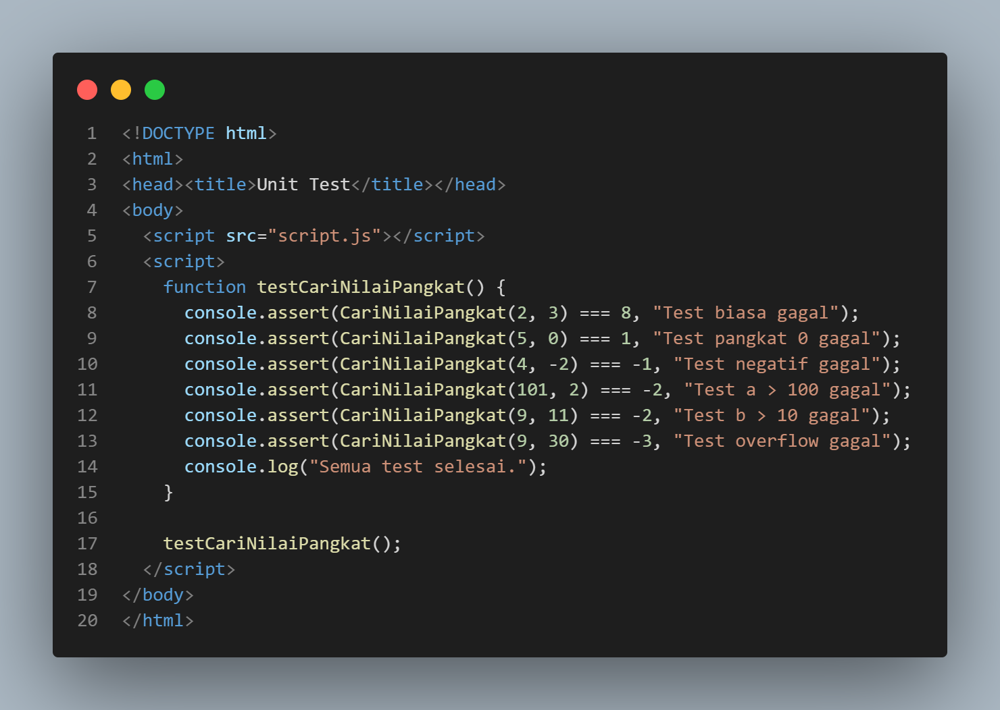 1 <!DOCTYPE html>
2 <html>
3 <head><title>Unit Test</title></head>
4 <body>
5   <script src="script.js"></script>
6   <script>
7     function testCariNilaiPangkat() {
8       console.assert(CariNilaiPangkat(2, 3) === 8, "Test biasa gagal");
9       console.assert(CariNilaiPangkat(5, 0) === 1, "Test pangkat 0 gagal");
10       console.assert(CariNilaiPangkat(4, -2) === -1, "Test negatif gagal");
11       console.assert(CariNilaiPangkat(101, 2) === -2, "Test a > 100 gagal");
12       console.assert(CariNilaiPangkat(9, 11) === -2, "Test b > 10 gagal");
13       console.assert(CariNilaiPangkat(9, 30) === -3, "Test overflow gagal");
14       console.log("Semua test selesai.");
15     }
16
17     testCariNilaiPangkat();
18   </script>
19 </body>
20 </html>